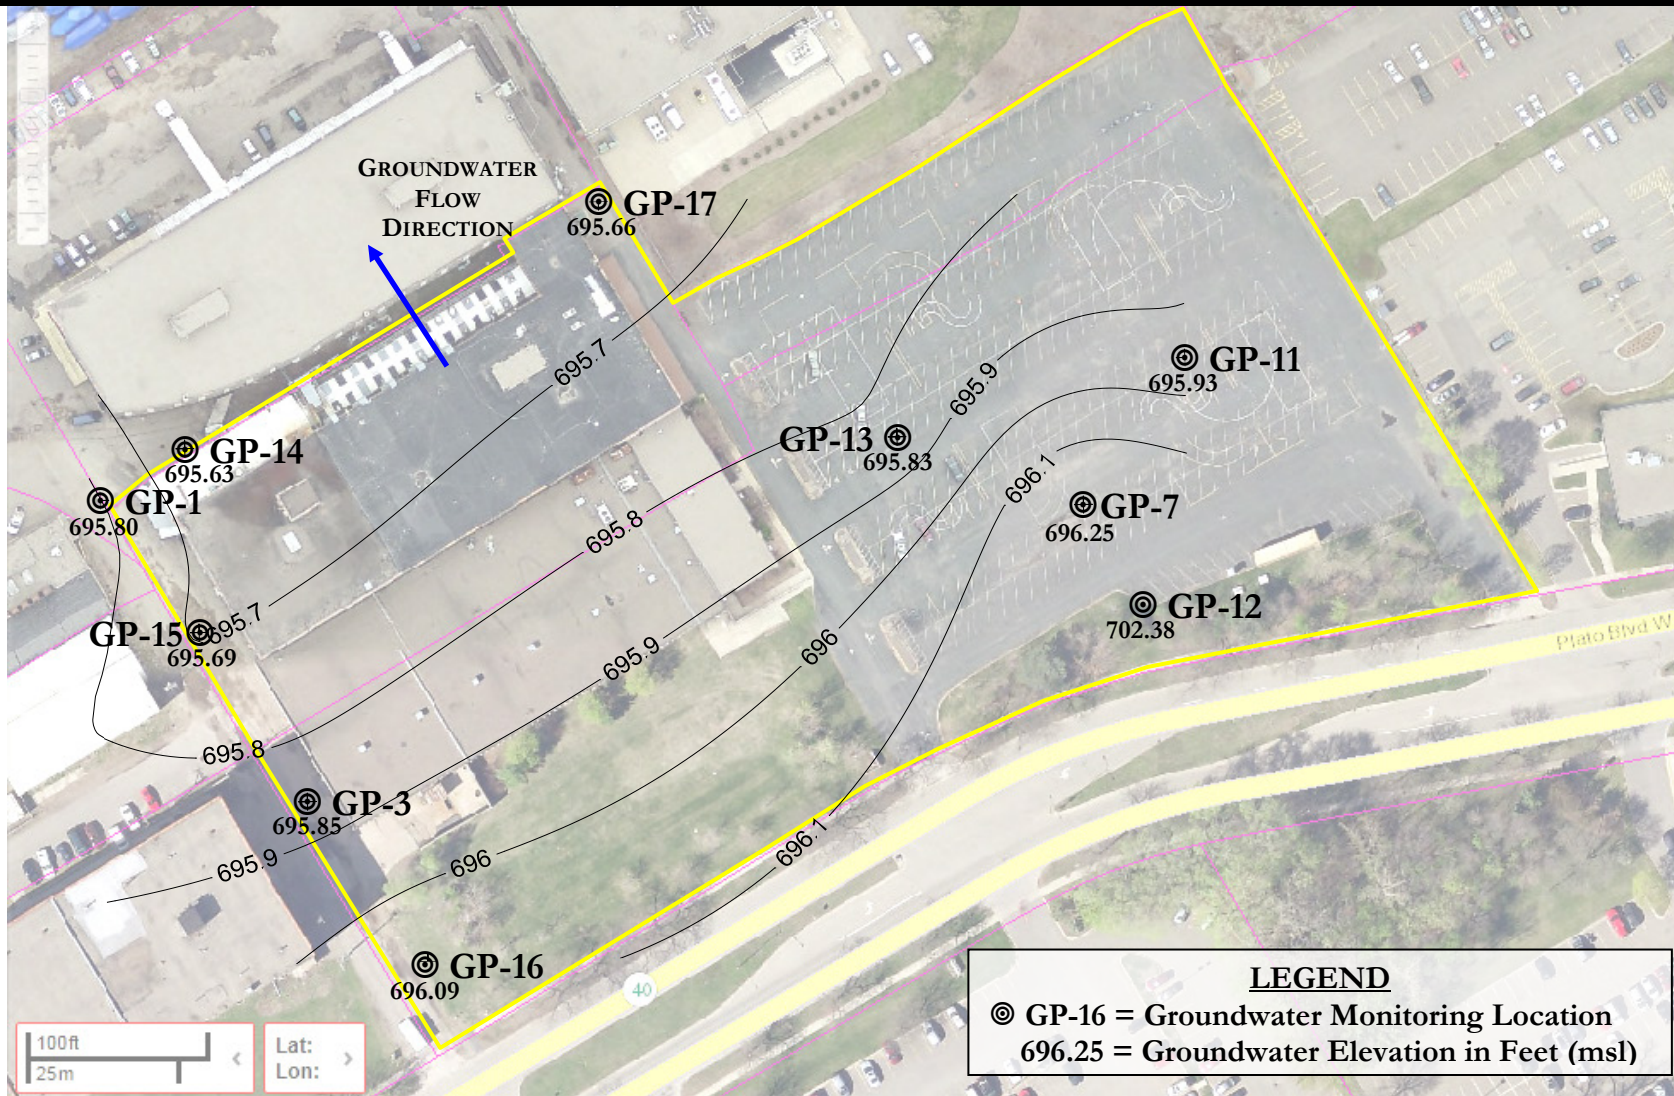 GROUNDWATER
FLOW
DIRECTION
GP-17
695.66
695.7
GP-11
695.93
695.9
GP-13
695.83
GP-14
695.63
GP-1
695.80
696.1
GP-7
696.25
695.8
GP-12
702.38
GP-15
695.7
695.69
Plato Blvd W
696
695.9
695.8
GP-3
695.85
696.1
695.9
696
GP-16
696.09
40
LEGEND
GP-16 = Groundwater Monitoring Location
696.25 = Groundwater Elevation in Feet (msl)
100ft
25m
<
Lat:
Lon:
>